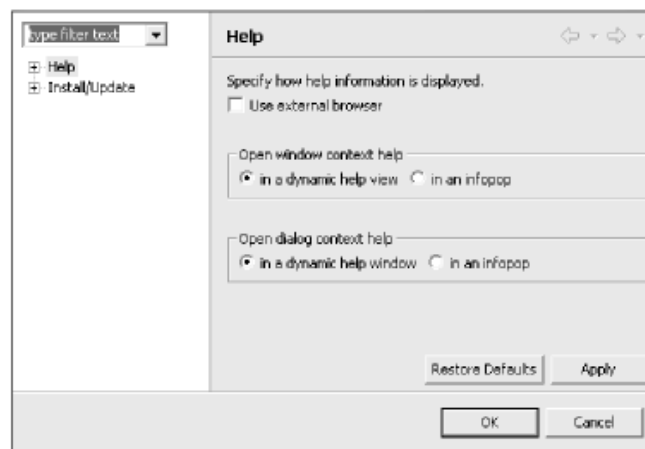 type filter text
Help
Install/Update
Help
Specify how help information is displayed.
Use external browser
Open window context help
in a dynamic help view in an infopop
Open dialog context help
in a dynamic help window in an infopop
Restore Defaults Apply
OK Cancel